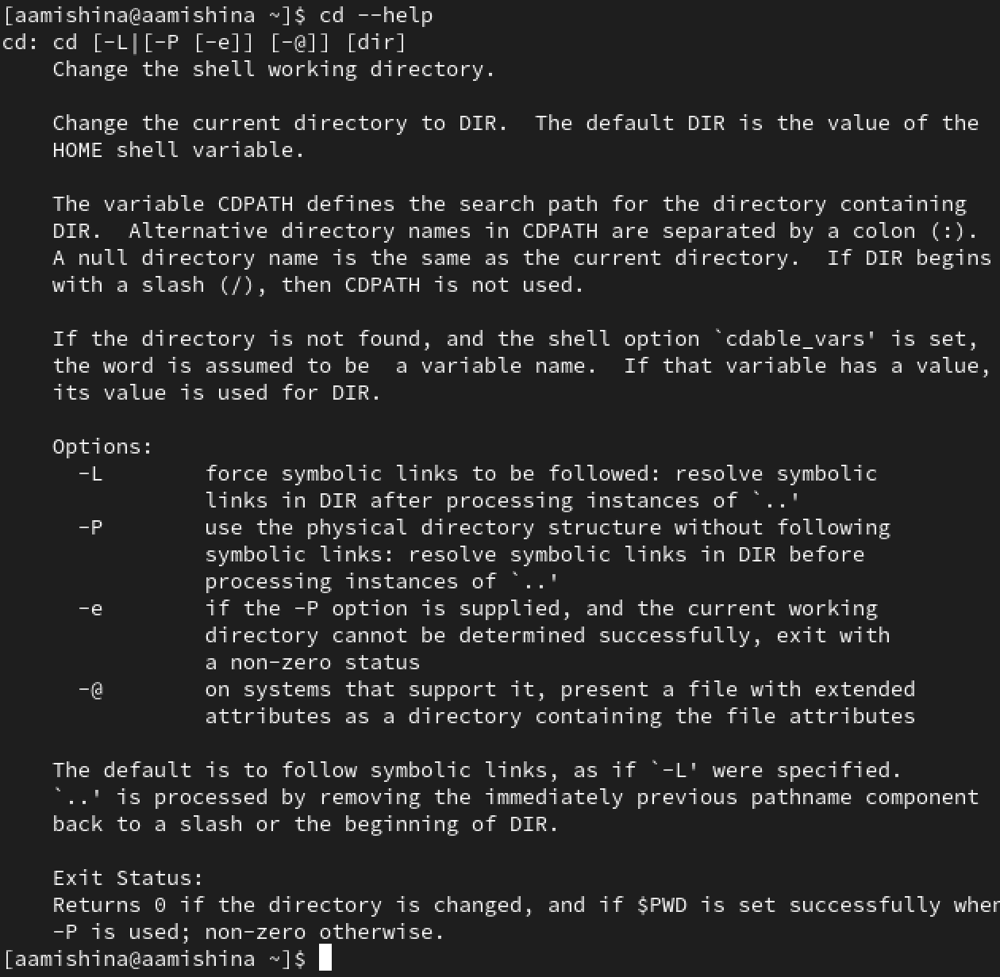 [aamishina@aamishina ~]$ cd --help
cd: cd [-L|[-P [-e]] [-@]] [dir]
    Change the shell working directory.

    Change the current directory to DIR.  The default DIR is the value of the
    HOME shell variable.

    The variable CDPATH defines the search path for the directory containing
    DIR.  Alternative directory names in CDPATH are separated by a colon (:).
    A null directory name is the same as the current directory.  If DIR begins
    with a slash (/), then CDPATH is not used.

    If the directory is not found, and the shell option `cdable_vars' is set,
    the word is assumed to be  a variable name.  If that variable has a value,
    its value is used for DIR.

    Options:
      -L        force symbolic links to be followed: resolve symbolic
                links in DIR after processing instances of `..'
      -P        use the physical directory structure without following
                symbolic links: resolve symbolic links in DIR before
                processing instances of `..'
      -e        if the -P option is supplied, and the current working
                directory cannot be determined successfully, exit with
                a non-zero status
      -@        on systems that support it, present a file with extended
                attributes as a directory containing the file attributes

    The default is to follow symbolic links, as if `-L' were specified.
    `..' is processed by removing the immediately previous pathname component
    back to a slash or the beginning of DIR.

    Exit Status:
    Returns 0 if the directory is changed, and if $PWD is set successfully when
    -P is used; non-zero otherwise.
[aamishina@aamishina ~]$